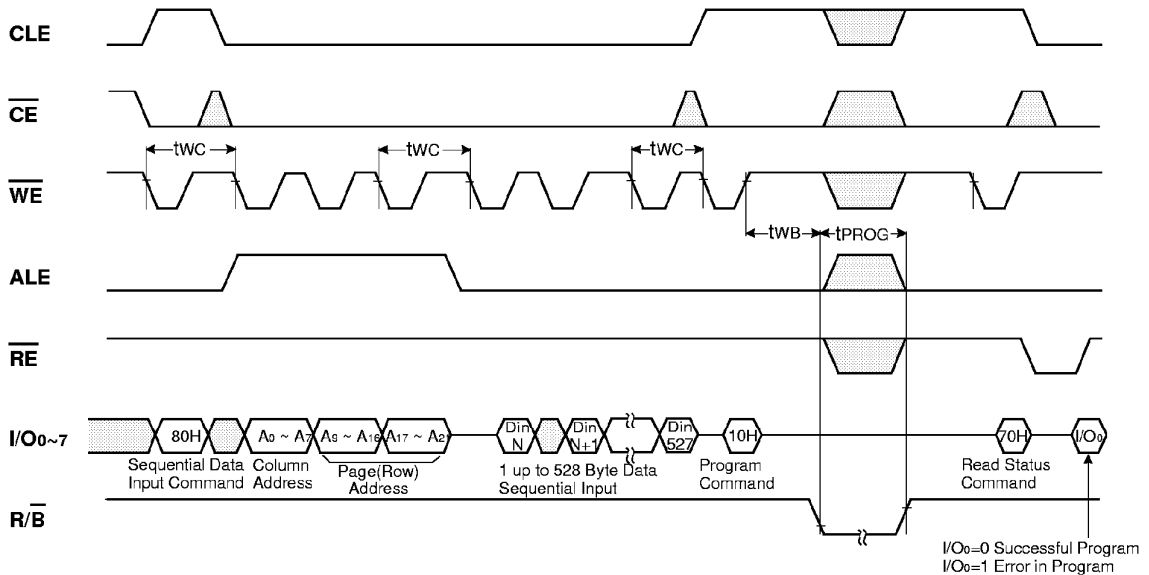 CLE
CE
tWC tWC tWC
WE
tWB tPROG
ALE
RE
I/O0~7 80H A0 ~ A7 A9 ~ A16 A17 ~ A21 Din N Din N+1 Din 527 10H 70H I/O0
Sequential Data Input Command
Column Address
Page(Row) Address
1 up to 528 Byte Data
Sequential Input
Program Command
Read Status Command
R/B
I/O0=0 Successful Program
I/O0=1 Error in Program